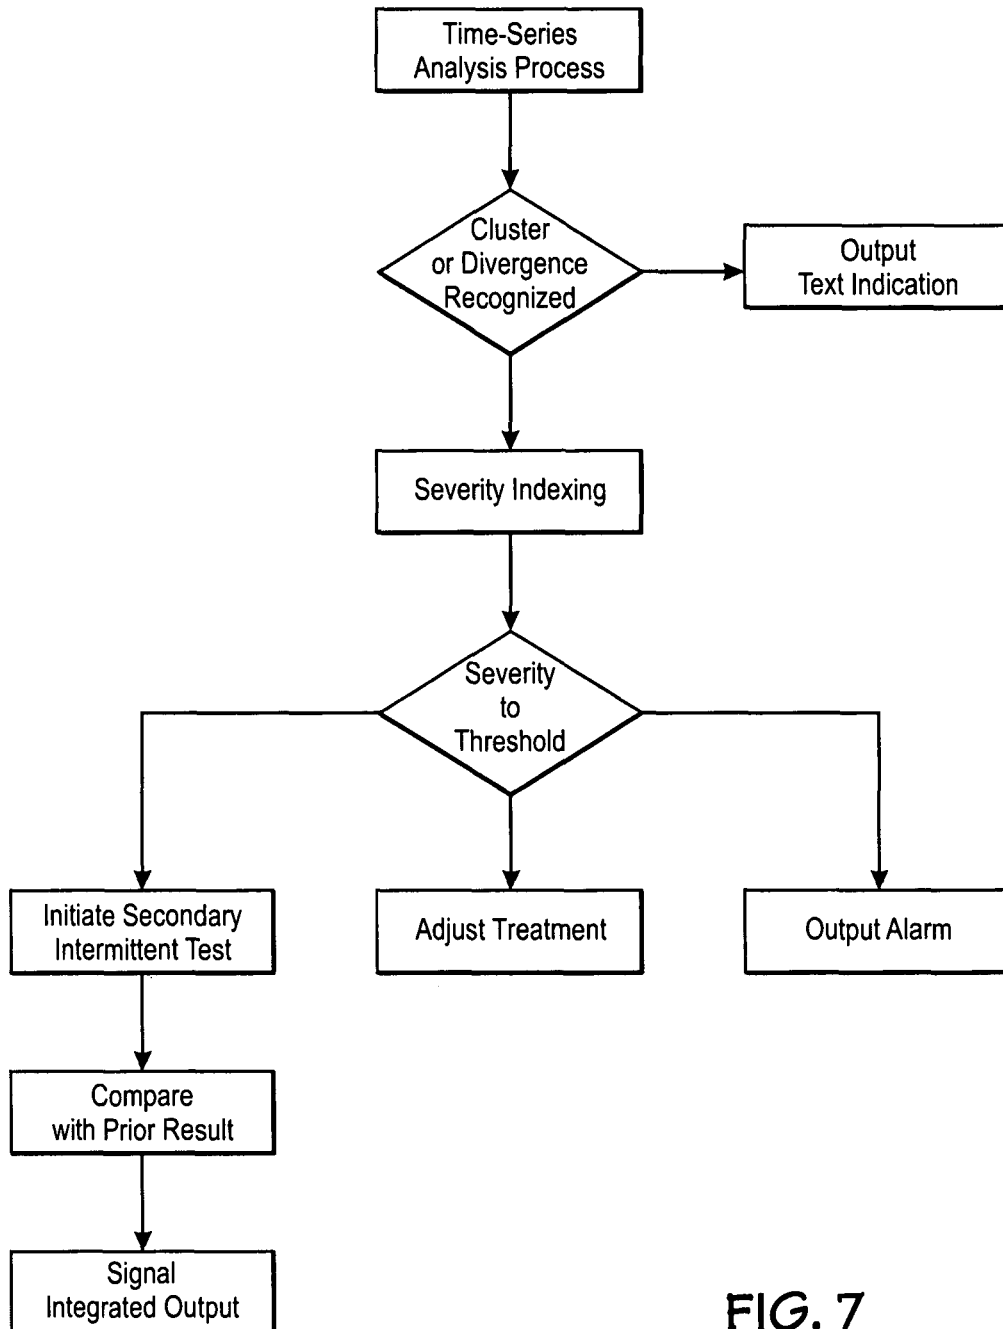 Time-Series
Analysis Process
Cluster
or Divergence
Recognized
Output
Text Indication
Severity Indexing
Severity
to
Threshold
Initiate Secondary
Intermittent Test
Adjust Treatment
Output Alarm
Compare
with Prior Result
Signal
Integrated Output
FIG. 7